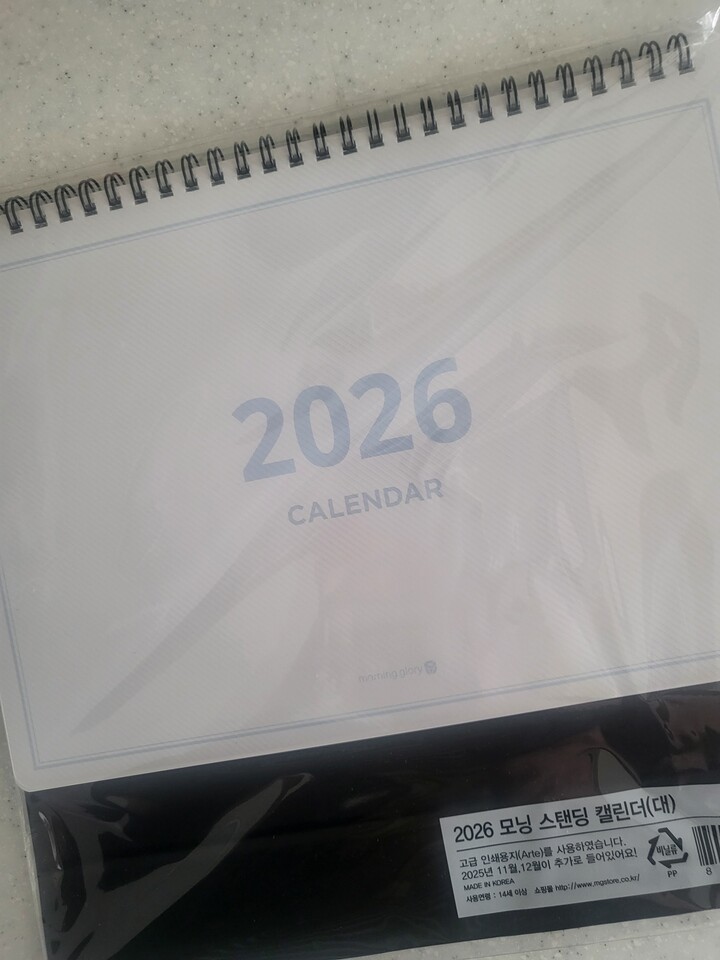 2026
CALENDAR
morning glory
2026 모닝 스탠딩 캘린더(대)
고급 인쇄용지(Arte)를 사용하였습니다.
2025년 11월,12월이 추가로 들어있어요!
MADE IN KOREA
사용연령 : 14세 이상 쇼핑몰 http://www.mgstore.co.kr/
비닐류
PP
8